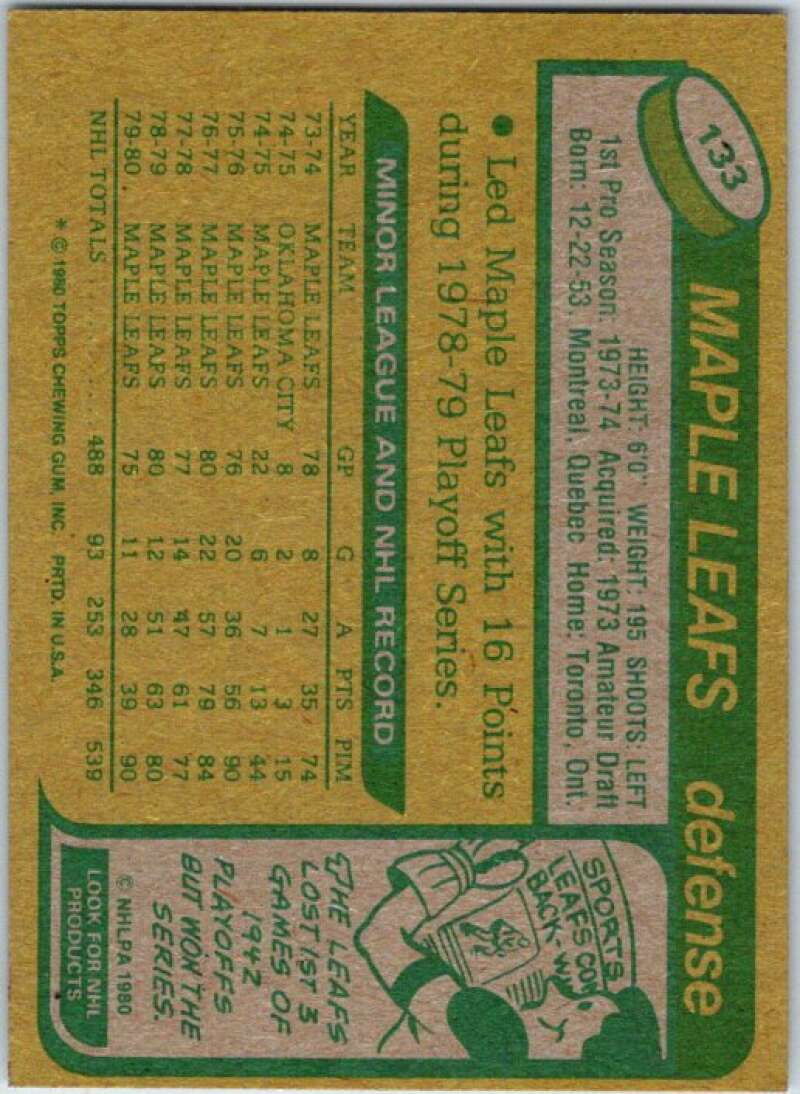 133
MAPLE LEAFS defense
HEIGHT: 6'0" WEIGHT: 195 SHOOTS: LEFT
1st Pro Season: 1973-74 Acquired: 1973 Amateur Draft
Born: 12-22-53, Montreal, Quebec Home: Toronto, Ont.
• Led Maple Leafs with 16 Points
during 1978-79 Playoff Series.
MINOR LEAGUE AND NHL RECORD
YEAR TEAM GP G A PTS PIM
73-74 MAPLE LEAFS 78 8 27 35 74
74-75 OKLAHOMA CITY 8 2 1 3 15
74-75 MAPLE LEAFS 22 6 7 13 44
75-76 MAPLE LEAFS 76 20 36 56 90
76-77 MAPLE LEAFS 80 22 57 79 84
77-78 MAPLE LEAFS 77 14 47 61 77
78-79 MAPLE LEAFS 80 12 51 63 80
79-80 MAPLE LEAFS 75 11 28 39 90
NHL TOTALS ........ 488 93 253 346 539
* © 1980 TOPPS CHEWING GUM, INC. PRTD. IN U.S.A.
SPORTS
LEAFS COM
BACK - W
THE LEAFS
LOST 1ST 3
GAMES OF
1942
PLAYOFFS
BUT WON THE
SERIES.
© NHLPA 1980
LOOK FOR NHL
PRODUCTS